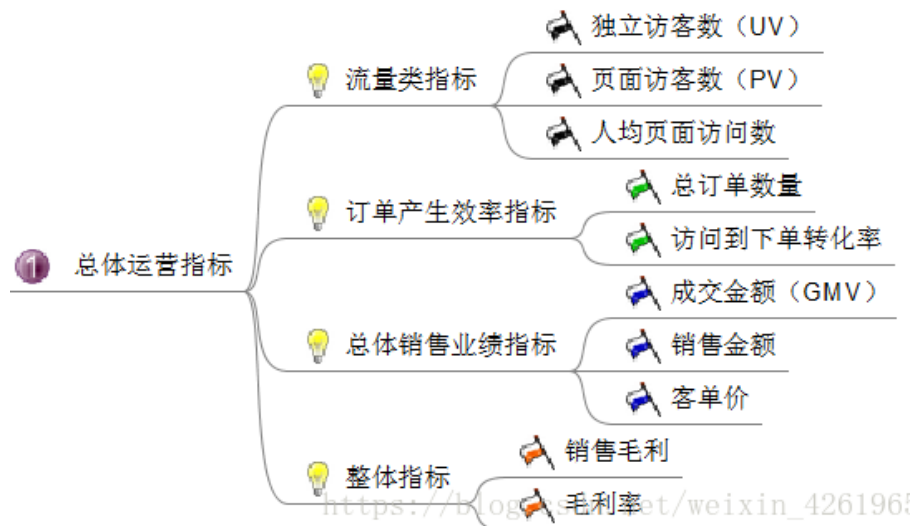 1 总体运营指标
流量类指标
独立访客数（UV）
页面访客数（PV）
人均页面访问数
订单产生效率指标
总订单数量
访问到下单转化率
总体销售业绩指标
成交金额（GMV）
销售金额
客单价
整体指标
销售毛利
毛利率